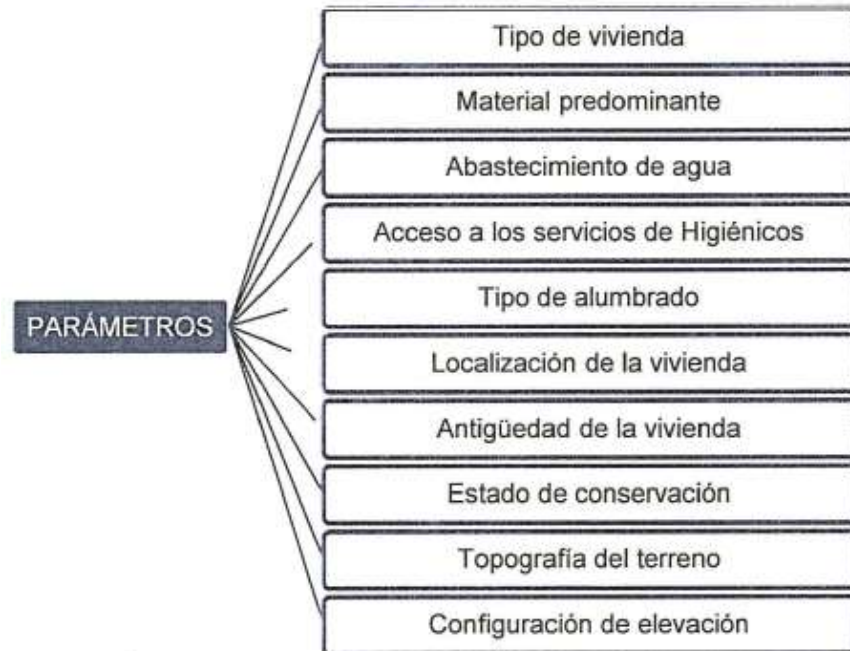 Tipo de vivienda
Material predominante
Abastecimiento de agua
Acceso a los servicios de Higiénicos
Tipo de alumbrado
PARÁMETROS
Localización de la vivienda
Antigüedad de la vivienda
Estado de conservación
Topografía del terreno
Configuración de elevación